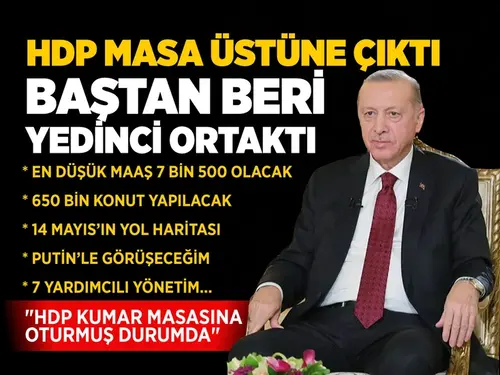 HDP MASA ÜSTÜNE ÇIKTI
BAŞTAN BERİ
YEDİNCİ ORTAKTI
* EN DÜŞÜK MAAŞ 7 BİN 500 OLACAK
* 650 BİN KONUT YAPILACAK
* 14 MAYIS'IN YOL HARİTASI
* PUTİN'LE GÖRÜŞECEĞİM
* 7 YARDIMCILI YÖNETİM...
"HDP KUMAR MASASINA
OTURMUŞ DURUMDA"